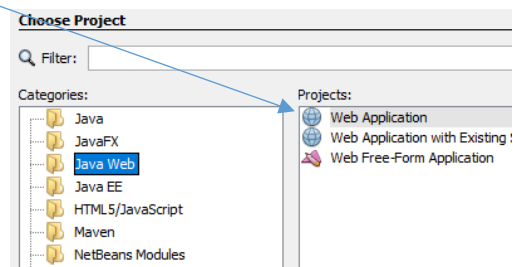 Choose Project
Filter:
Categories:
Java
JavaFX
Java Web
Java EE
HTML5/JavaScript
Maven
NetBeans Modules
Projects:
Web Application
Web Application with Existing
Web Free-Form Application